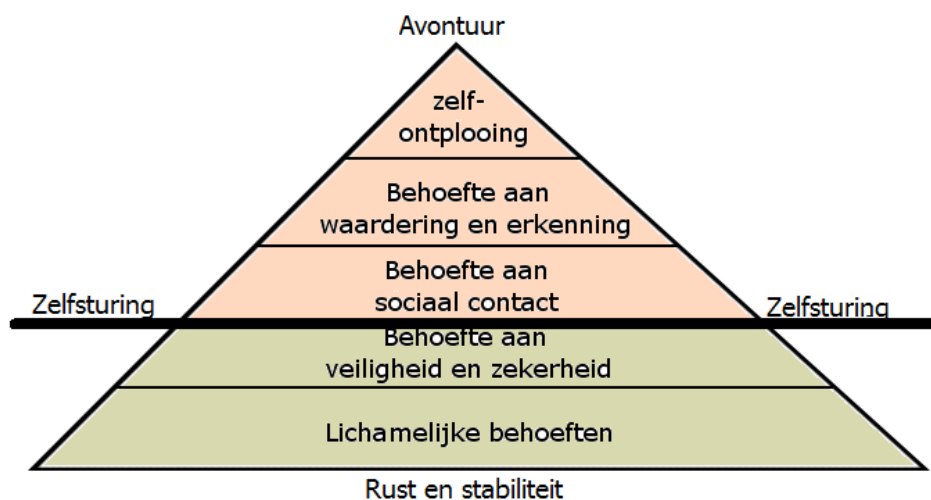 Avontuur
zelf-
ontplooing
Behoefte aan
waardering en erkenning
Behoefte aan
sociaal contact
Zelfsturing
Zelfsturing
Behoefte aan
veiligheid en zekerheid
Lichamelijke behoeften
Rust en stabiliteit